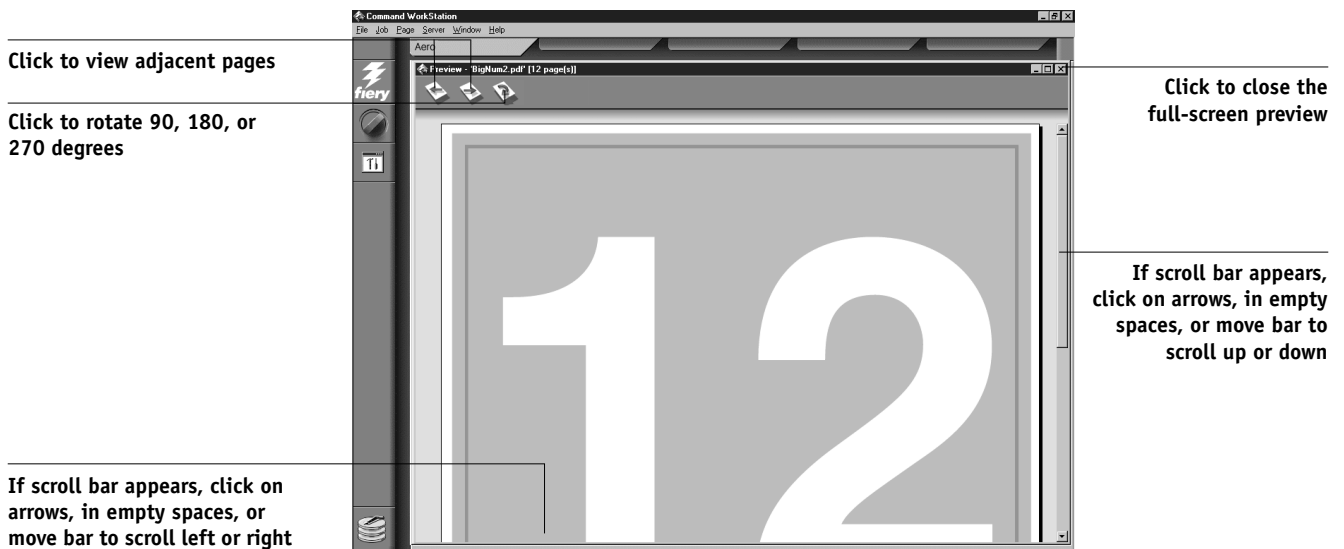 Command WorkStation
File Job Page Server Window Help
Aero
Click to view adjacent pages
Preview - 'BigNum2.pdf' [12 page(s)]
fiery
Click to rotate 90, 180, or
270 degrees
Click to close the
full-screen preview
12
If scroll bar appears,
click on arrows, in empty
spaces, or move bar to
scroll up or down
If scroll bar appears, click on
arrows, in empty spaces, or
move bar to scroll left or right